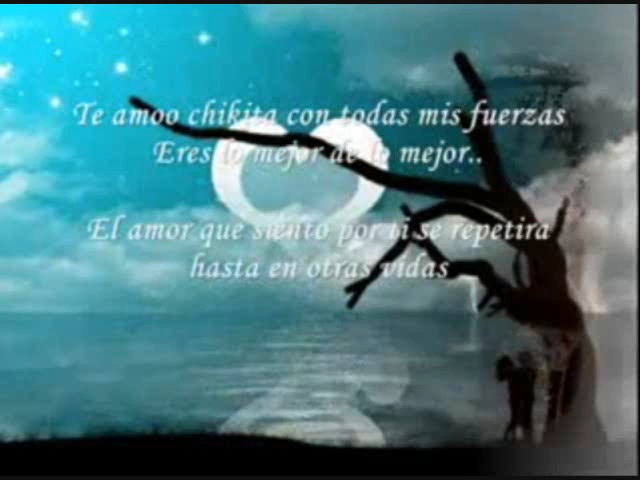 Te amoo chikita con todas mis fuerzas
Eres lo mejor de lo mejor..
El amor que siento por ti se repetira
hasta en otras vidas